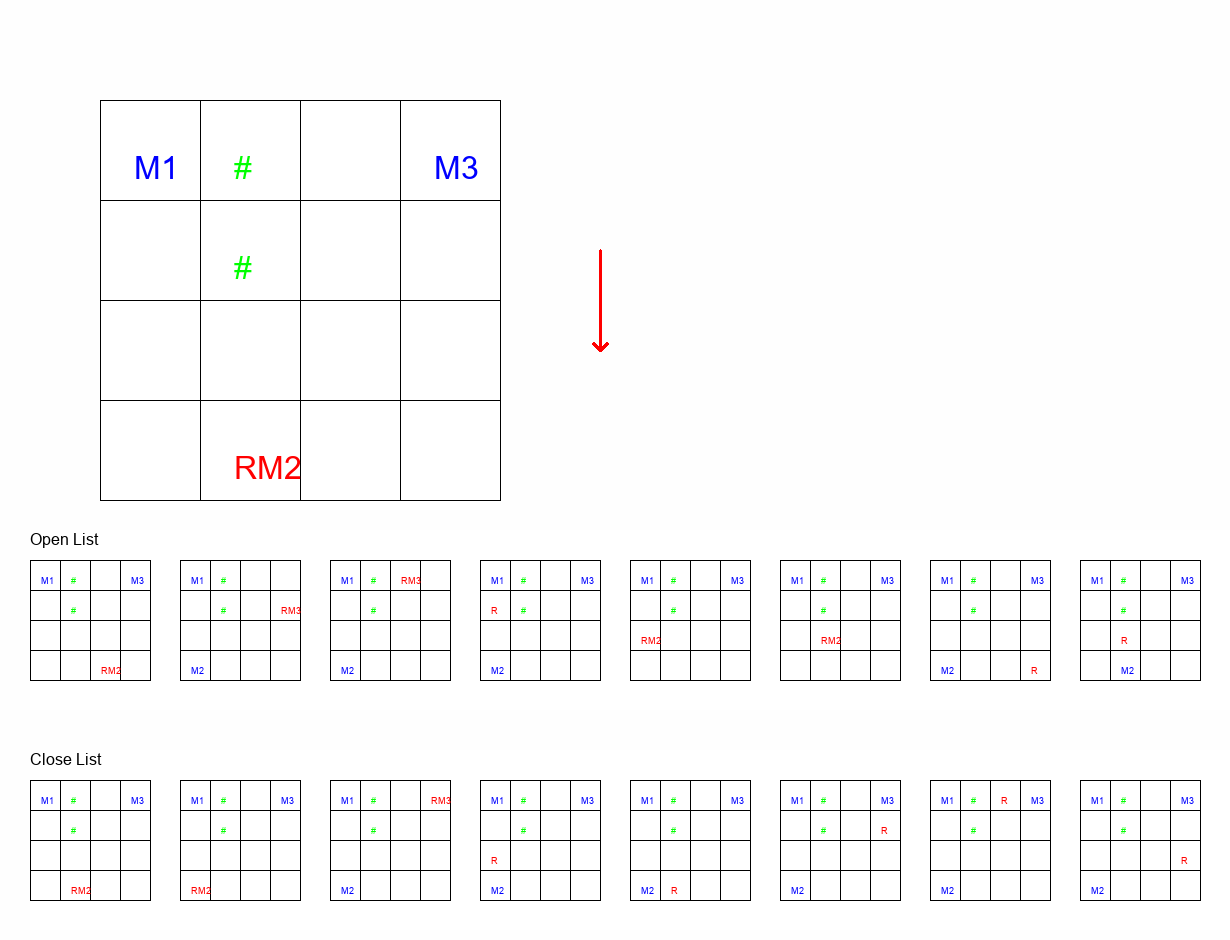 M1 # M3
#
RM2
Open List
M1 # M3 M1 # M1 # RM3 M1 # M3 M1 # M3 M1 # M3 M1 # M3 M1 # M3
# # RM3 # R # # # # #
RM2 RM2 R
RM2 M2 M2 M2 M2 R M2
Close List
M1 # M3 M1 # M3 M1 # RM3 M1 # M3 M1 # M3 M1 # M3 M1 # R M3 M1 # M3
# # # # # # R # #
R R
RM2 RM2 M2 M2 M2 R M2 M2 M2